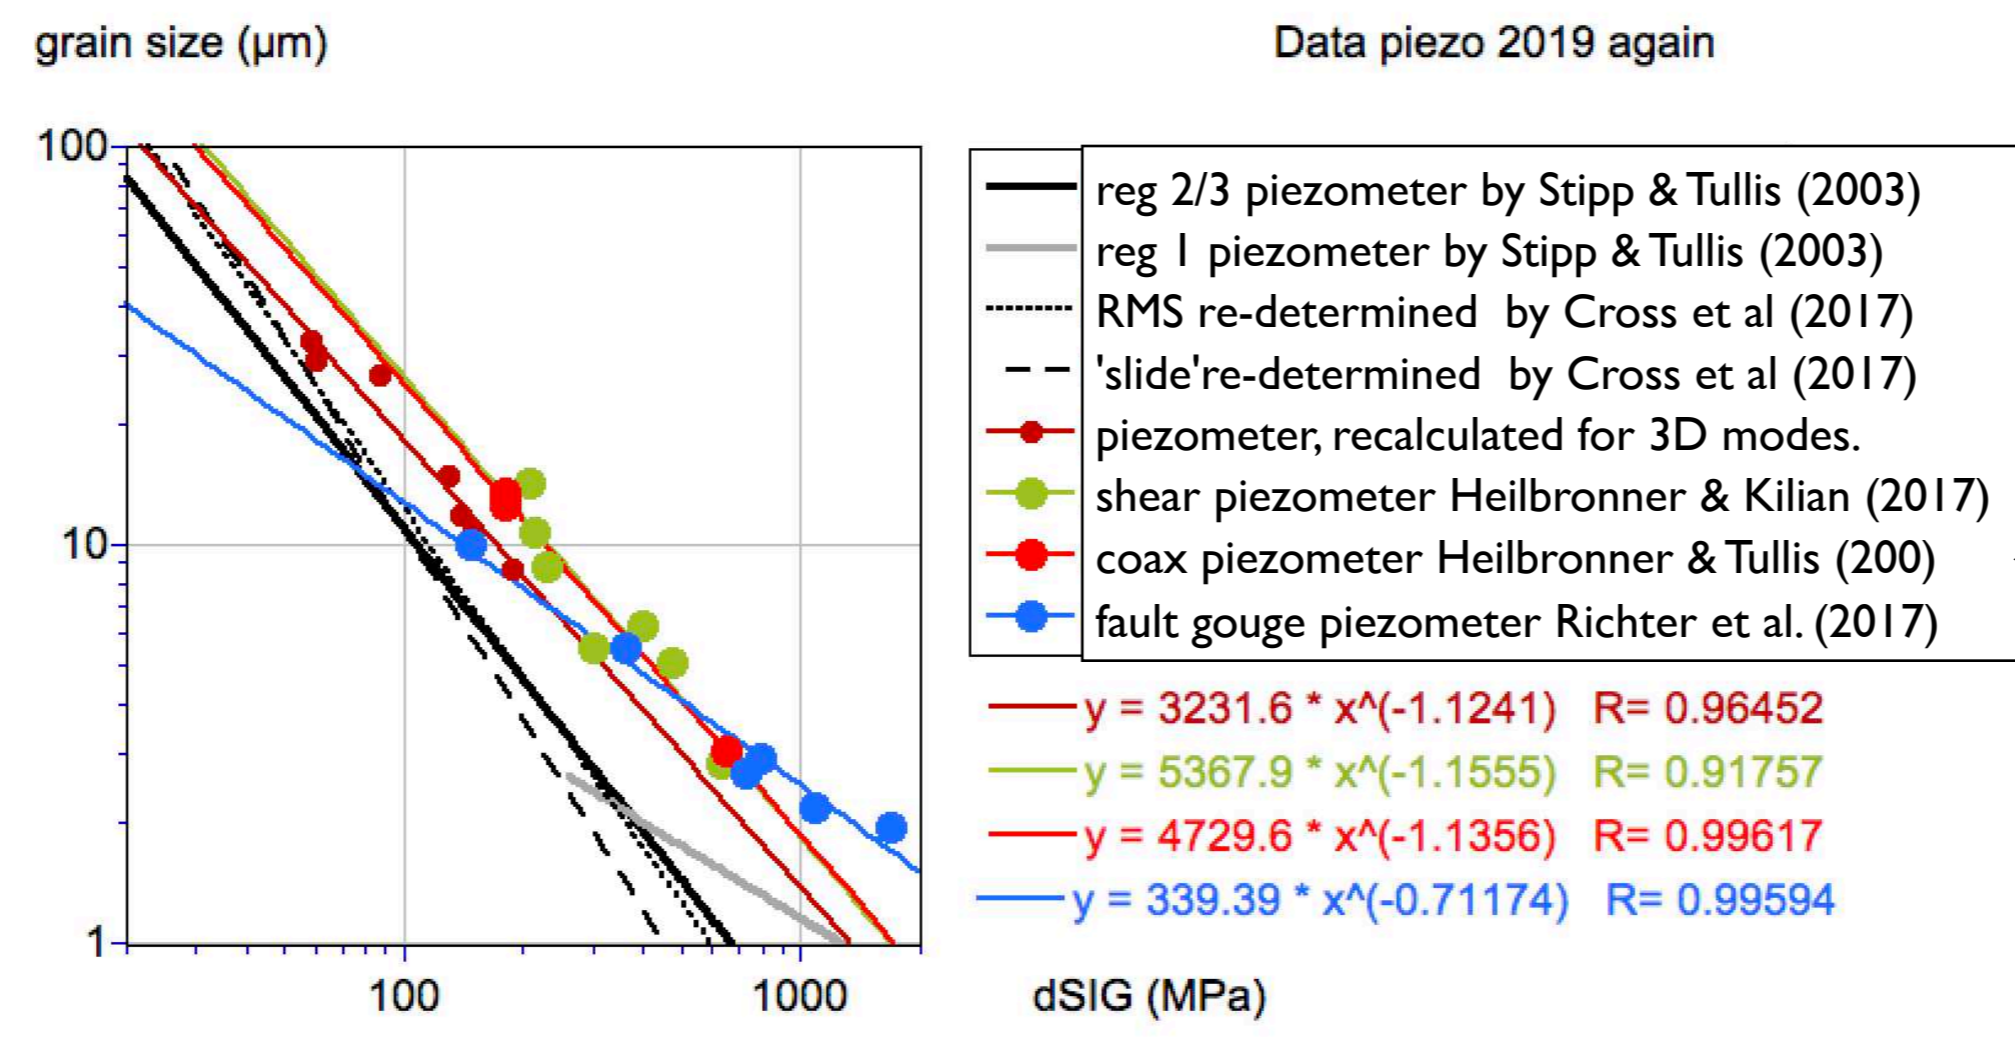 grain size (µm)
Data piezo 2019 again
100
10
1
100
1000
dSIG (MPa)
reg 2/3 piezometer by Stipp & Tullis (2003)
reg 1 piezometer by Stipp & Tullis (2003)
RMS re-determined by Cross et al (2017)
'slide're-determined by Cross et al (2017)
piezometer, recalculated for 3D modes.
shear piezometer Heilbronner & Kilian (2017)
coax piezometer Heilbronner & Tullis (200)
fault gouge piezometer Richter et al. (2017)
y = 3231.6 * x^(-1.1241) R= 0.96452
y = 5367.9 * x^(-1.1555) R= 0.91757
y = 4729.6 * x^(-1.1356) R= 0.99617
y = 339.39 * x^(-0.71174) R= 0.99594